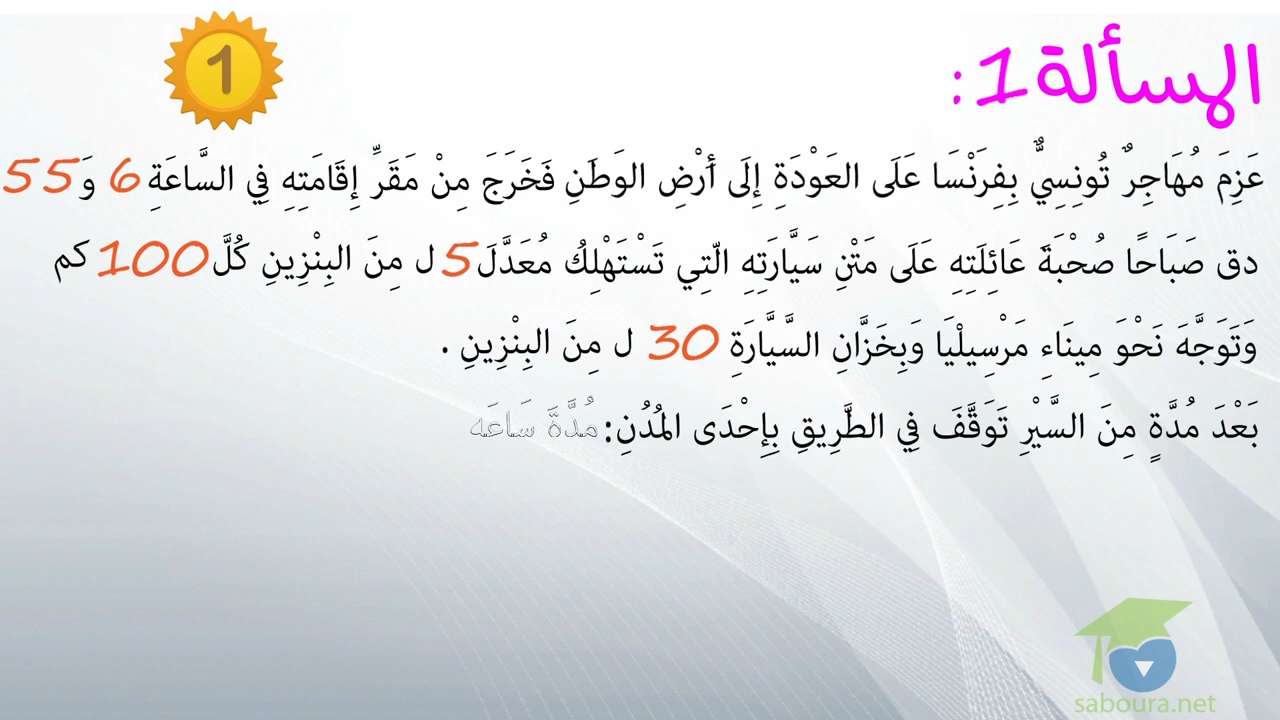 المسألة 1:
1
عَزِمَ مُهَاجِرٌ تُونِسِيٌّ بِفِرَنْسَا عَلَى العَوْدَةِ إِلَى أَرْضِ الوَطَنِ فَخَرَجَ مِنْ مَقَرِّ إِقَامَتِهِ فِي السَّاعَةِ 6 وَ 55
دق صَبَاحًا صُحْبَةَ عَائِلَتِهِ عَلَى مَتْنِ سَيَّارَتِهِ الّتِي تَسْتَهْلِكُ مُعَدَّلَ 5 ل مِنَ البِنْزِينِ كُلَّ 100 كم
وَتَوَجَّهَ نَحْوَ مِينَاءِ مَرْسِيلْيَا وَبِخَزَّانِ السَّيَّارَةِ 30 ل مِنَ البِنْزِينِ .
بَعْدَ مُدَّةٍ مِنَ السَّيْرِ تَوَقَّفَ فِي الطَّرِيقِ بِإِحْدَى المُدُنِ: مُدَّةَ سَاعَه
saboura.net